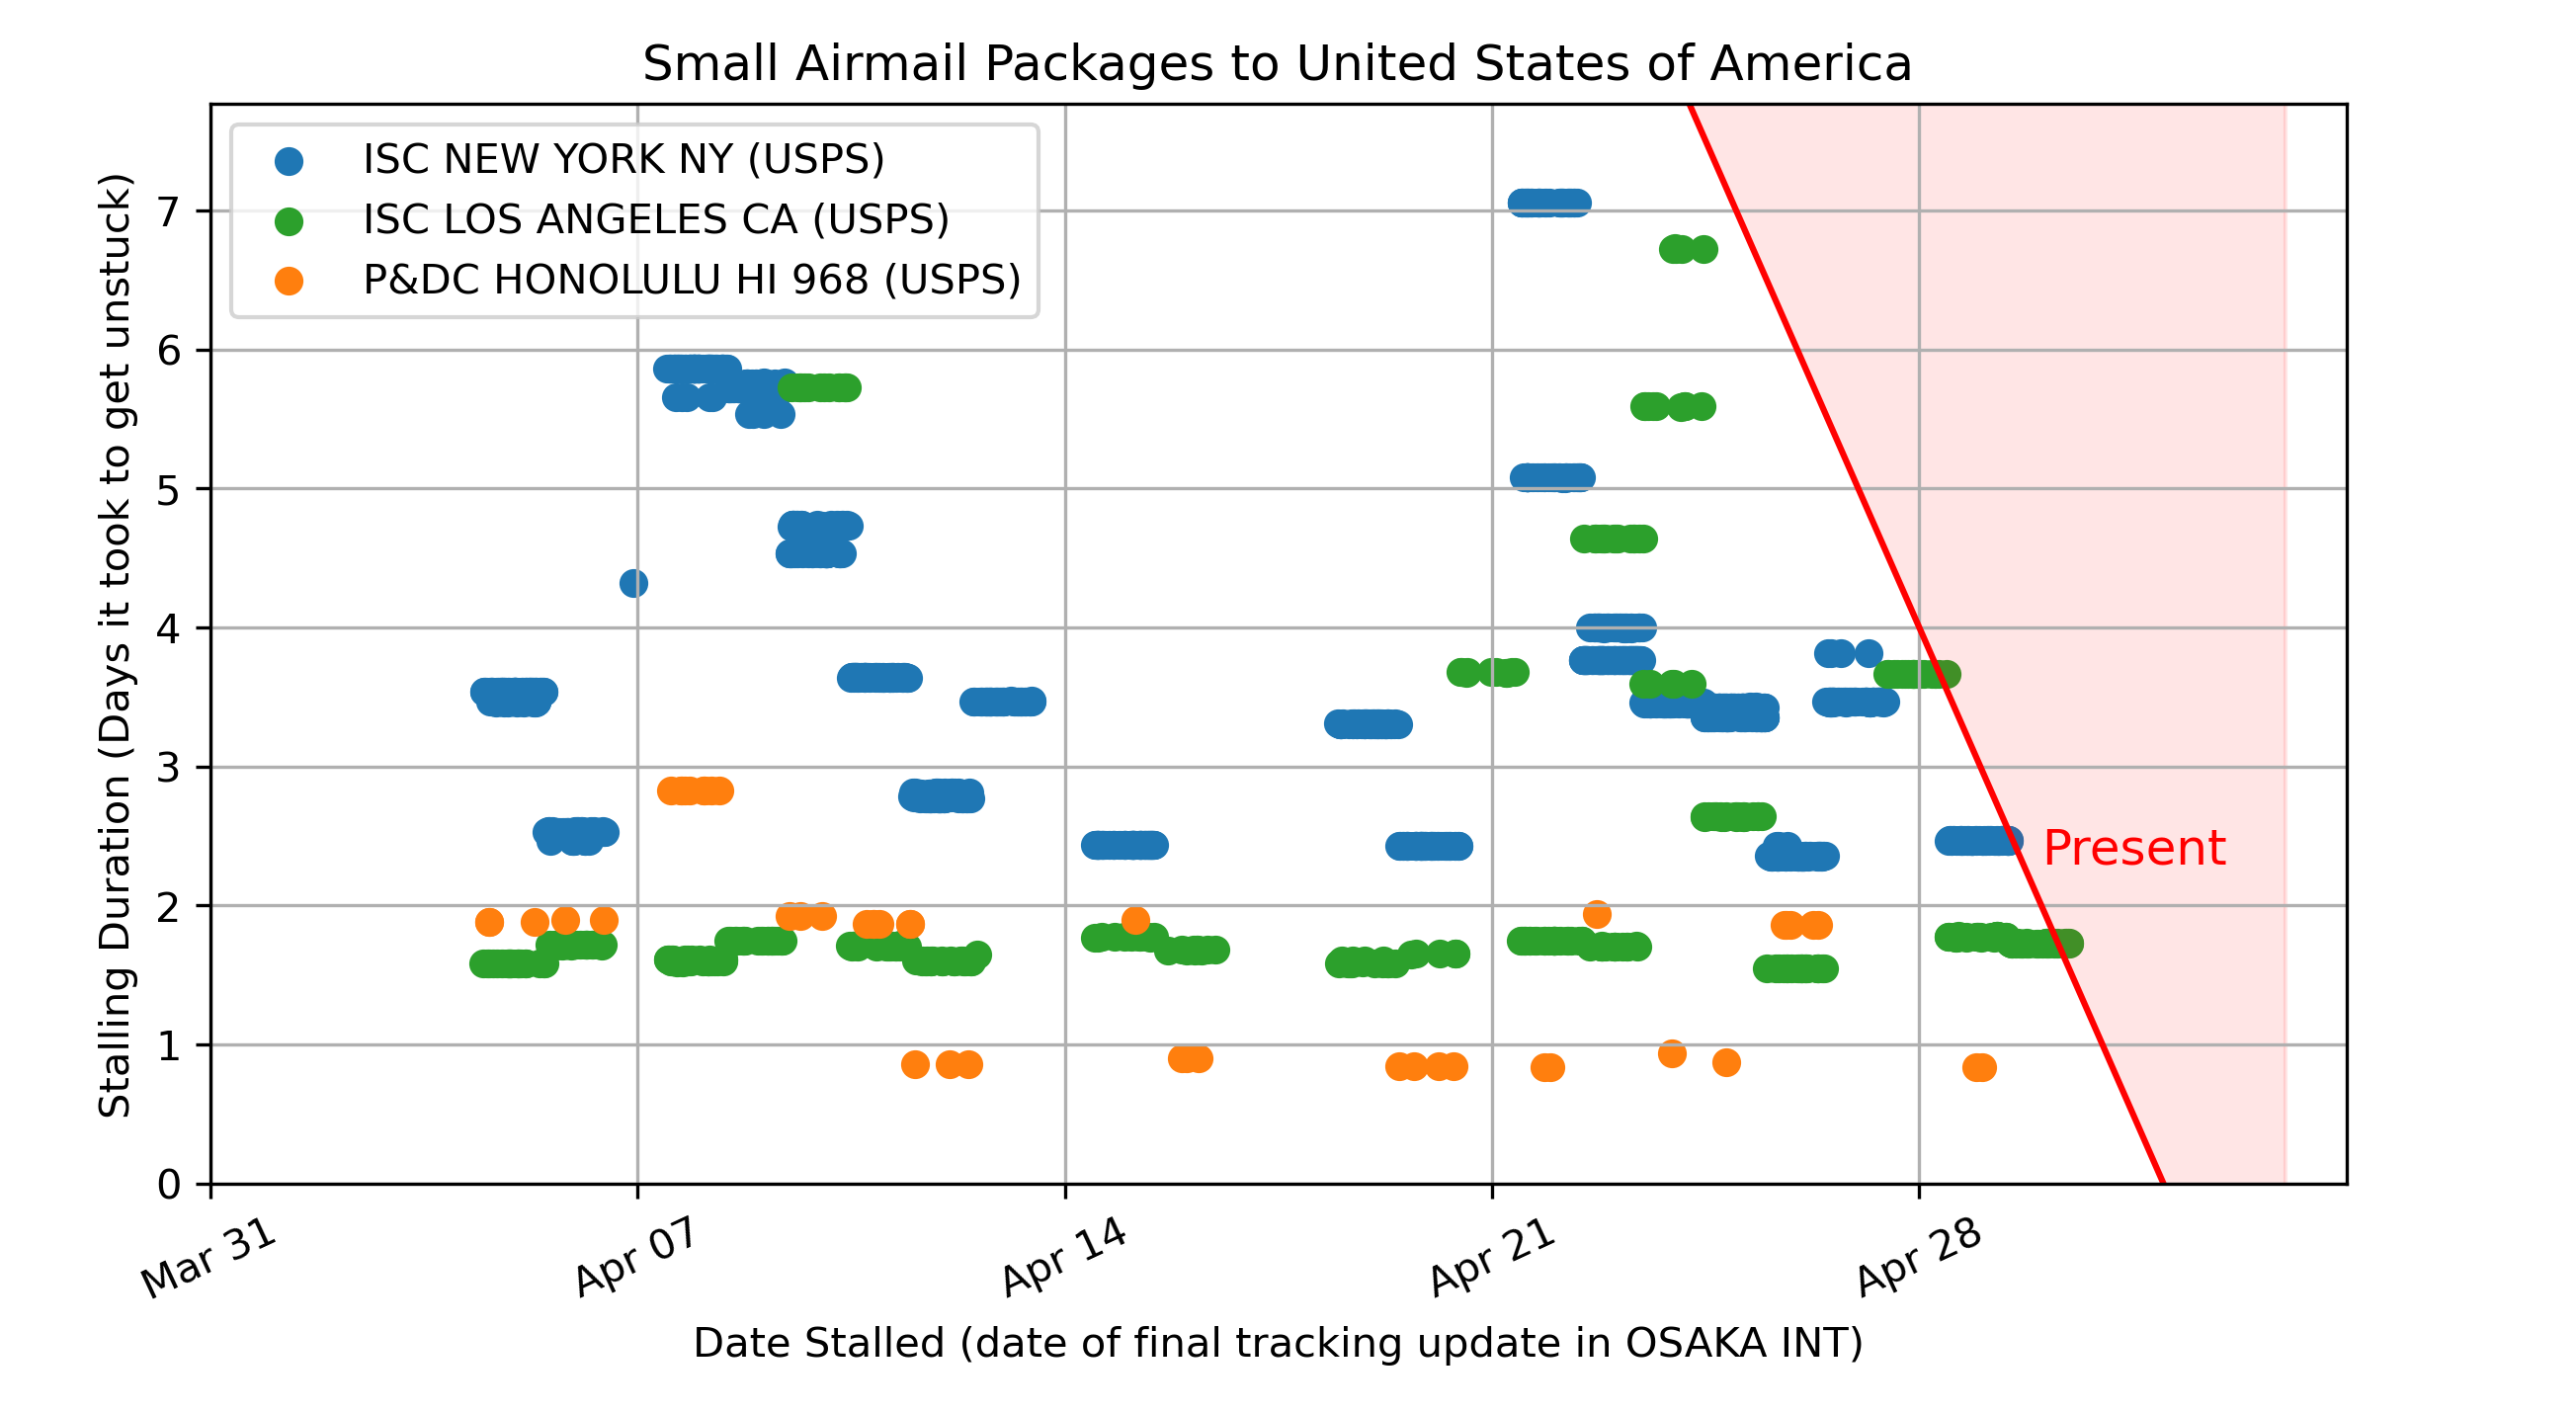 Small Airmail Packages to United States of America
ISC NEW YORK NY (USPS)
ISC LOS ANGELES CA (USPS)
P&DC HONOLULU HI 968 (USPS)
Stalling Duration (Days it took to get unstuck)
7
6
5
4
3
2
1
0
Present
Mar 31
Apr 07
Apr 14
Apr 21
Apr 28
Date Stalled (date of final tracking update in OSAKA INT)